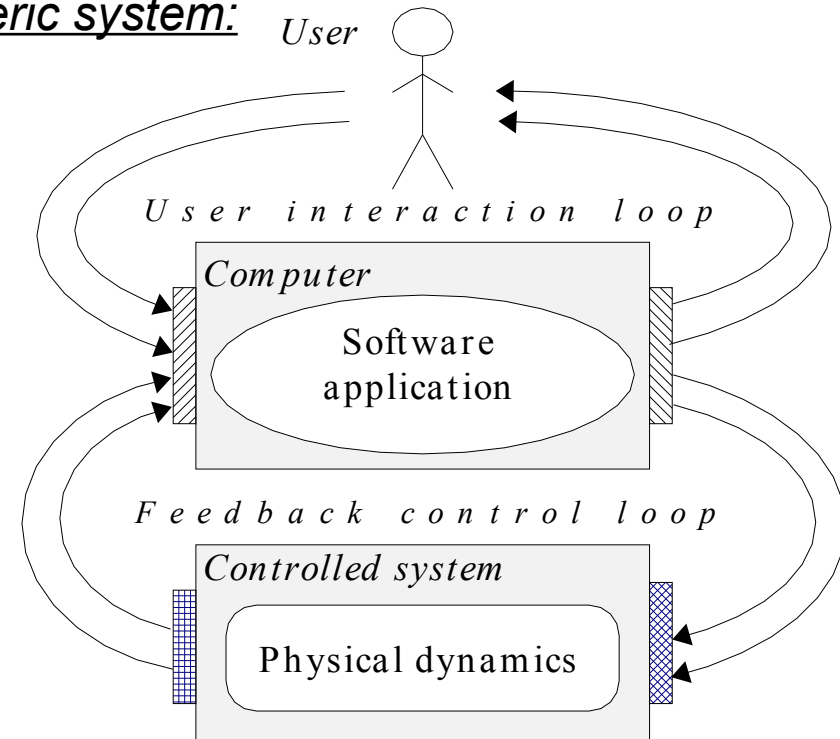 eric system:
User
User interaction loop
Computer
Software
application
Feedback control loop
Controlled system
Physical dynamics